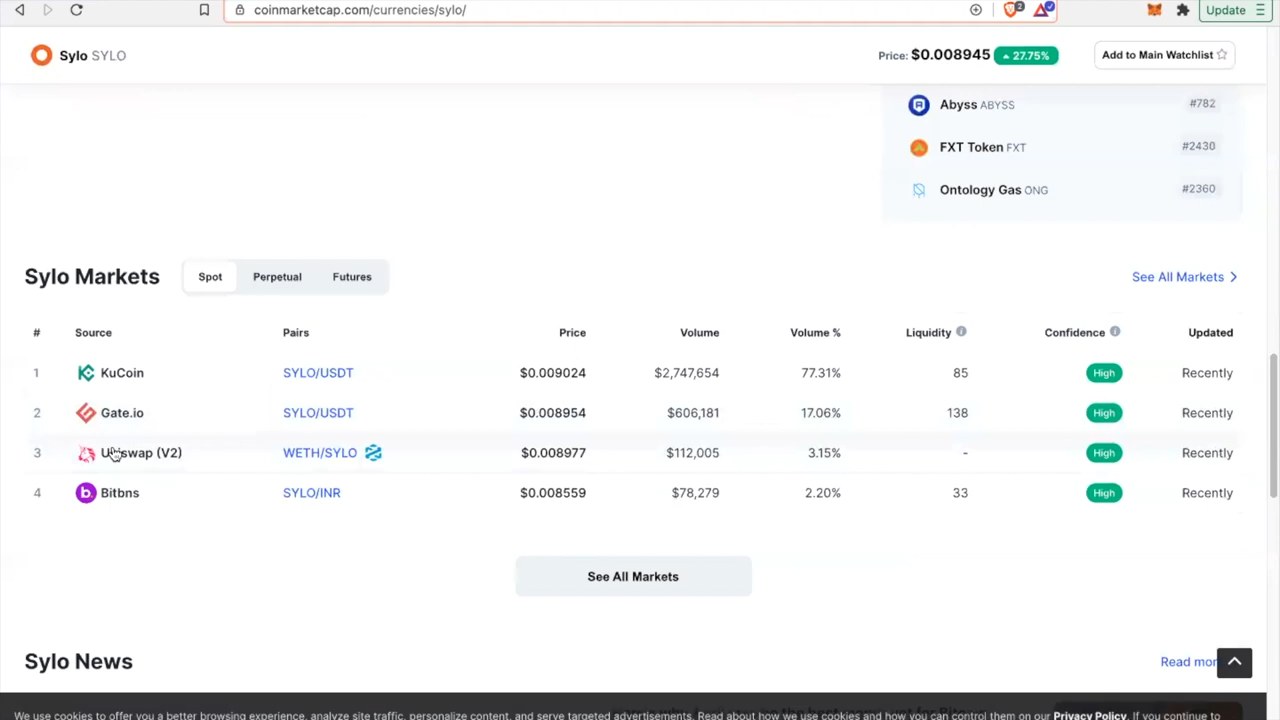 coinmarketcap.com/currencies/sylo/
2
Update
Sylo SYLO
Price: $0.008945 27.75%
Add to Main Watchlist
Abyss ABYSS #782
FXT Token FXT #2430
Ontology Gas ONG #2360
Sylo Markets Spot Perpetual Futures See All Markets
# Source Pairs Price Volume Volume % Liquidity Confidence Updated
1 KuCoin SYLO/USDT $0.009024 $2,747,654 77.31% 85 High Recently
2 Gate.io SYLO/USDT $0.008954 $606,181 17.06% 138 High Recently
3 Uniswap (V2) WETH/SYLO $0.008977 $112,005 3.15% - High Recently
4 Bitbns SYLO/INR $0.008559 $78,279 2.20% 33 High Recently
See All Markets
Sylo News
We use cookies to offer you a better browsing experience, analyze site traffic, personalize content, and serve targeted advertisements. Read about how we use cookies and how you can control them on our Privacy Policy. If you continue to